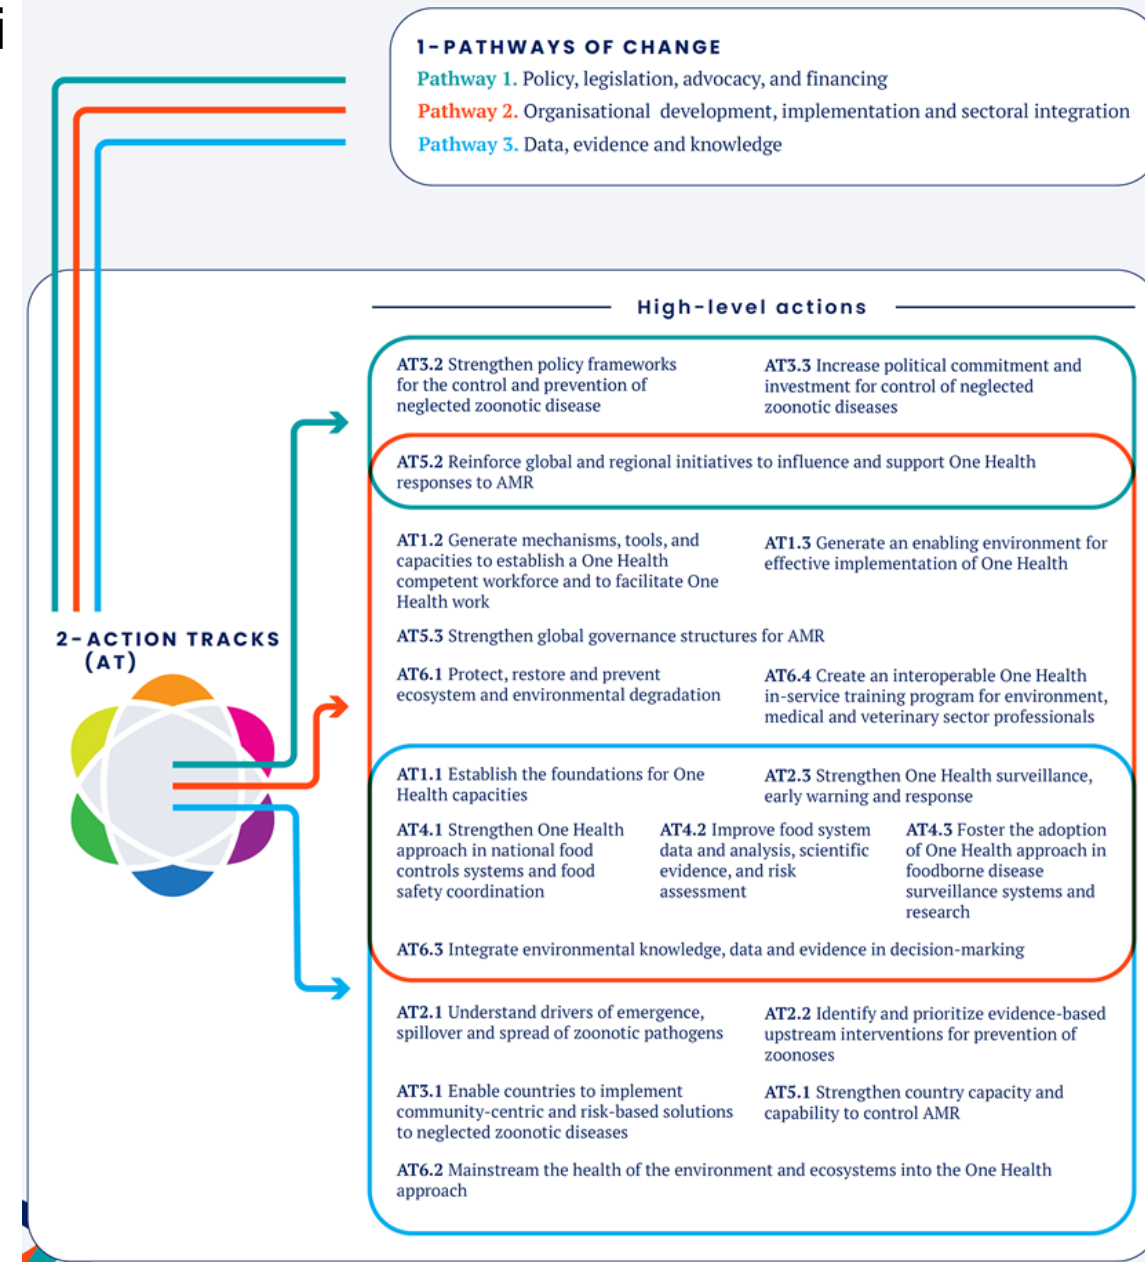 i
1-PATHWAYS OF CHANGE
Pathway 1. Policy, legislation, advocacy, and financing
Pathway 2. Organisational development, implementation and sectoral integration
Pathway 3. Data, evidence and knowledge
High-level actions
AT3.2 Strengthen policy frameworks
for the control and prevention of
neglected zoonotic disease
AT3.3 Increase political commitment and
investment for control of neglected
zoonotic diseases
AT5.2 Reinforce global and regional initiatives to influence and support One Health
responses to AMR
AT1.2 Generate mechanisms, tools, and
capacities to establish a One Health
competent workforce and to facilitate One
Health work
AT1.3 Generate an enabling environment for
effective implementation of One Health
AT5.3 Strengthen global governance structures for AMR
2-ACTION TRACKS
(AT)
AT6.1 Protect, restore and prevent
ecosystem and environmental degradation
AT6.4 Create an interoperable One Health
in-service training program for environment,
medical and veterinary sector professionals
AT1.1 Establish the foundations for One
Health capacities
AT2.3 Strengthen One Health surveillance,
early warning and response
AT4.1 Strengthen One Health
approach in national food
controls systems and food
safety coordination
AT4.2 Improve food system
data and analysis, scientific
evidence, and risk
assessment
AT4.3 Foster the adoption
of One Health approach in
foodborne disease
surveillance systems and
research
AT6.3 Integrate environmental knowledge, data and evidence in decision-marking
AT2.1 Understand drivers of emergence,
spillover and spread of zoonotic pathogens
AT2.2 Identify and prioritize evidence-based
upstream interventions for prevention of
zoonoses
AT3.1 Enable countries to implement
community-centric and risk-based solutions
to neglected zoonotic diseases
AT5.1 Strengthen country capacity and
capability to control AMR
AT6.2 Mainstream the health of the environment and ecosystems into the One Health
approach